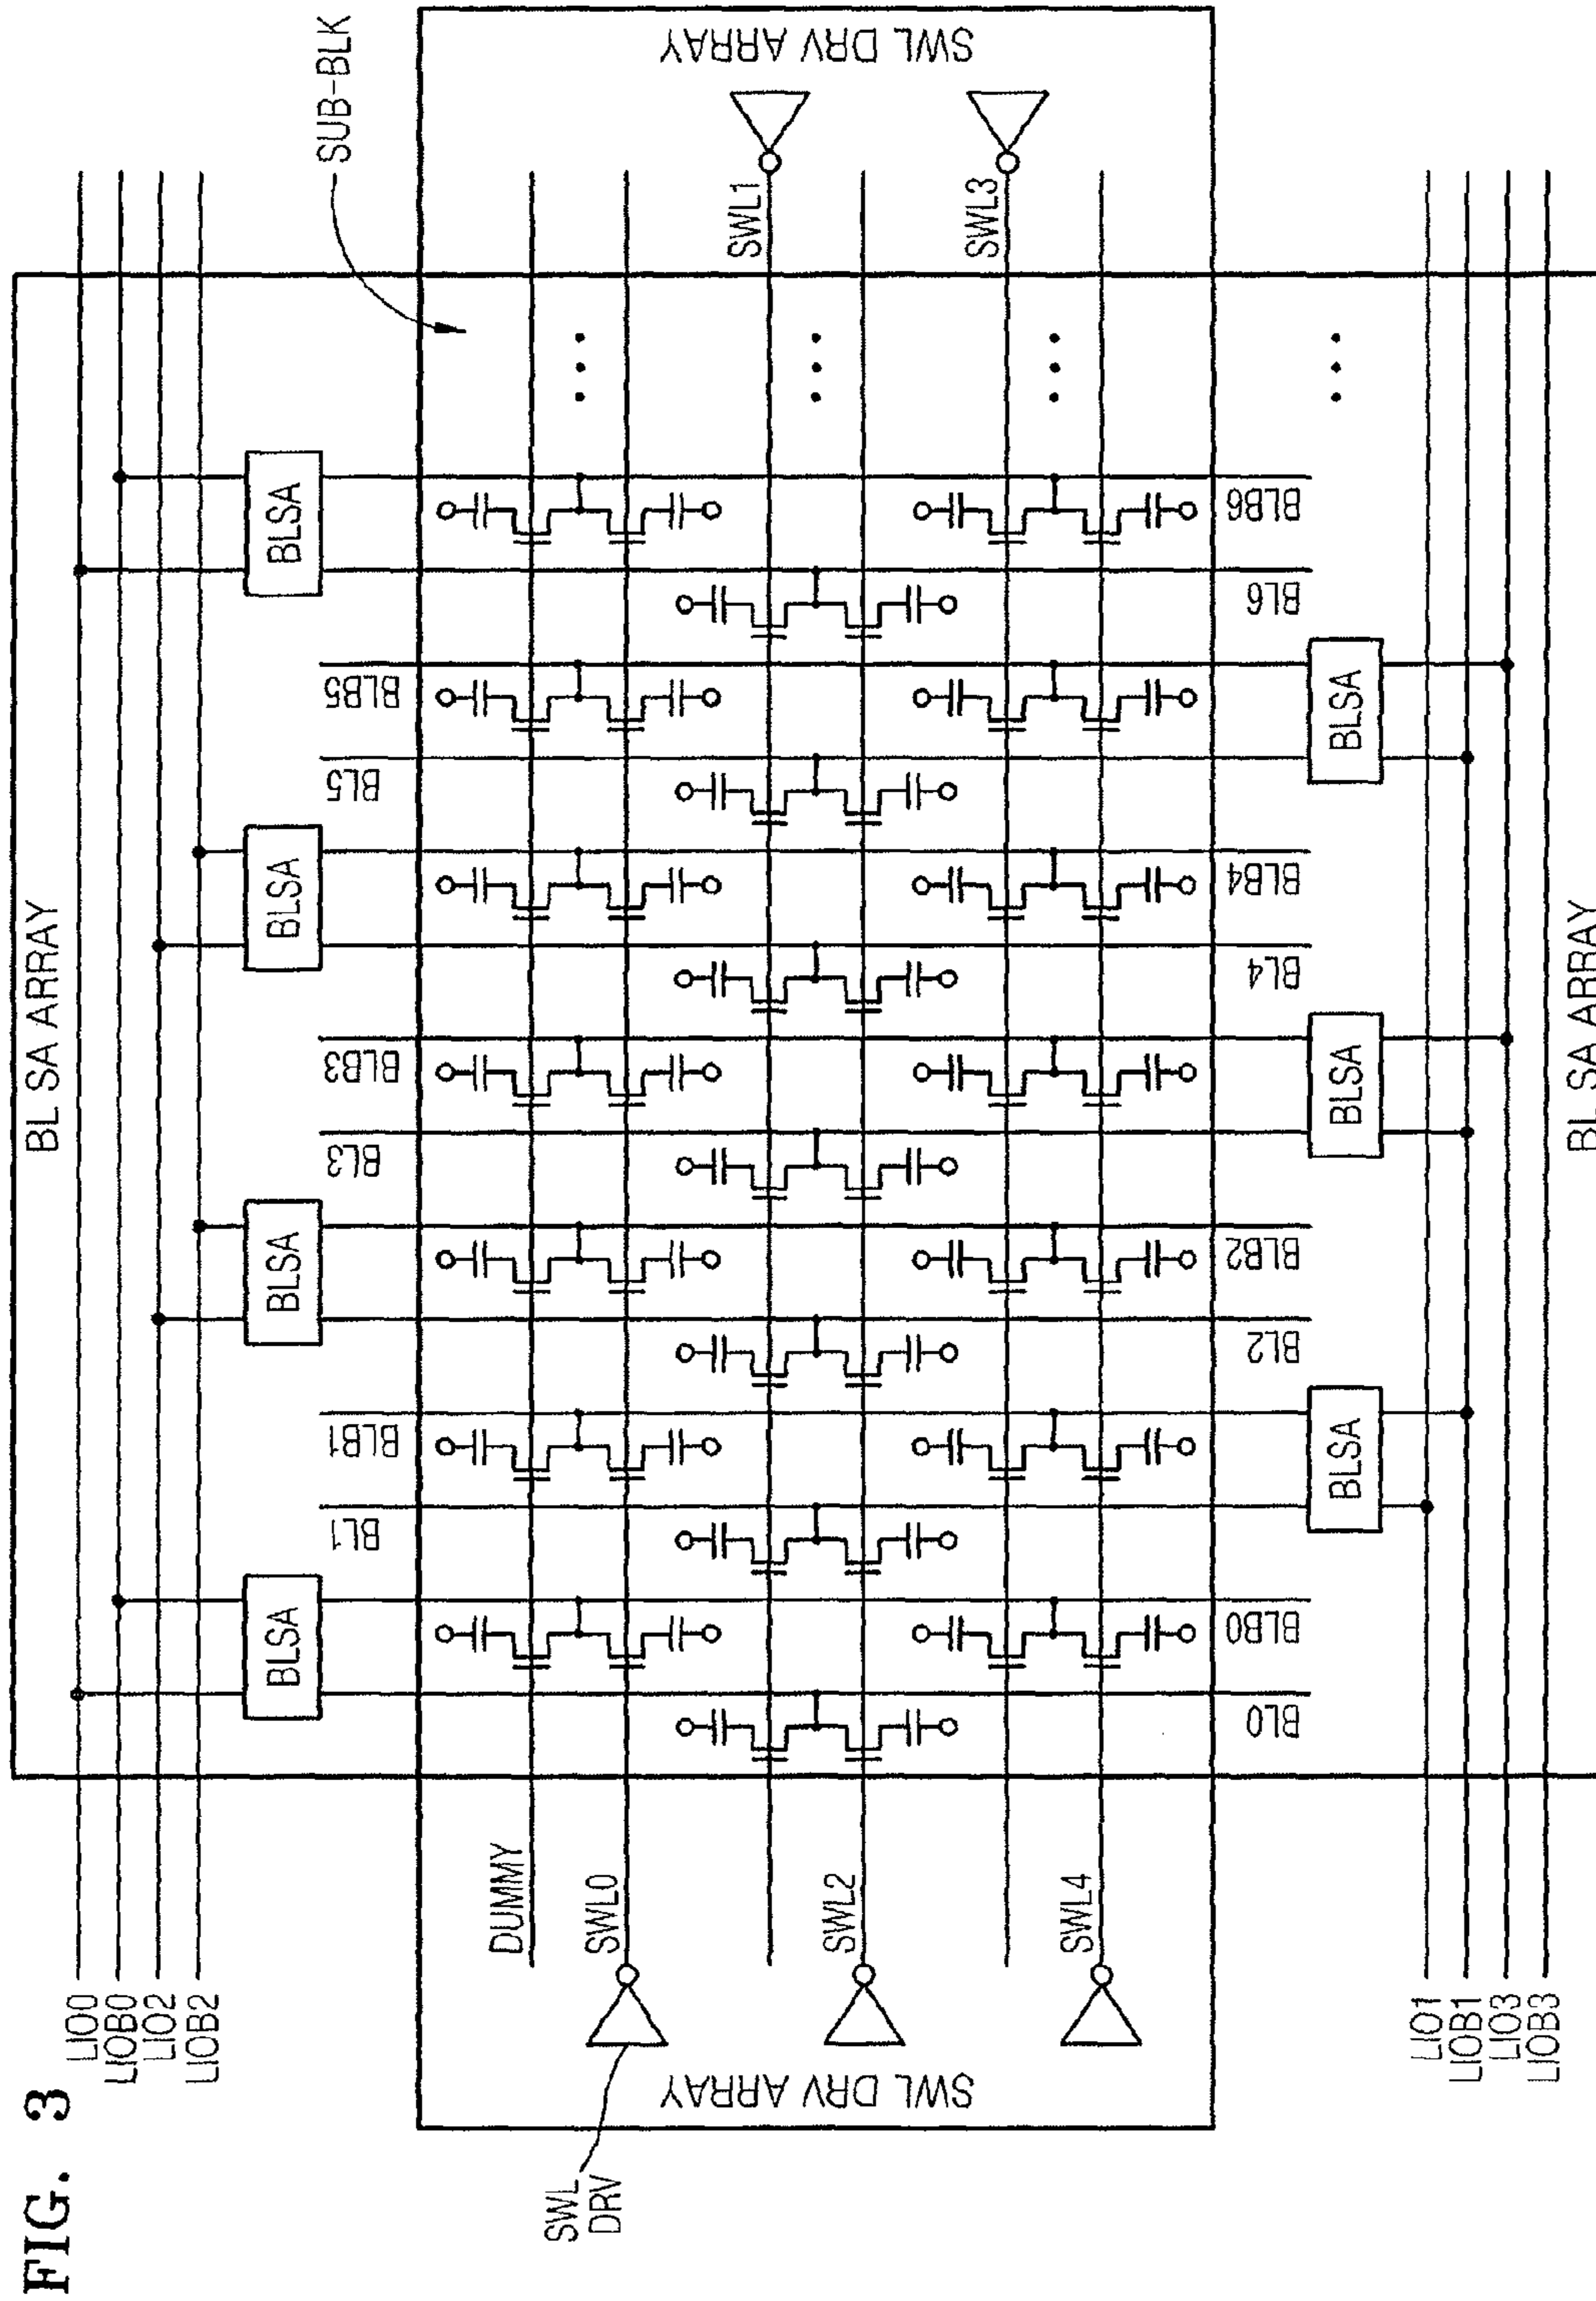 FIG. 3
BL SA ARRAY
LIO0
LIOB0
LIO2
LIOB2
SUB-BLK
BLSA
BLSA
BLSA
BLSA
BL1
BLB1
BL3
BLB3
BL5
BLB5
SWL DRV ARRAY
SWL DRV
DUMMY
SWL0
SWL2
SWL4
SWL1
SWL3
SWL DRV ARRAY
BL0
BLB0
BL2
BLB2
BL4
BLB4
BL6
BLB6
BLSA
BLSA
BLSA
LIO1
LIOB1
LIO3
LIOB3
BL SA ARRAY